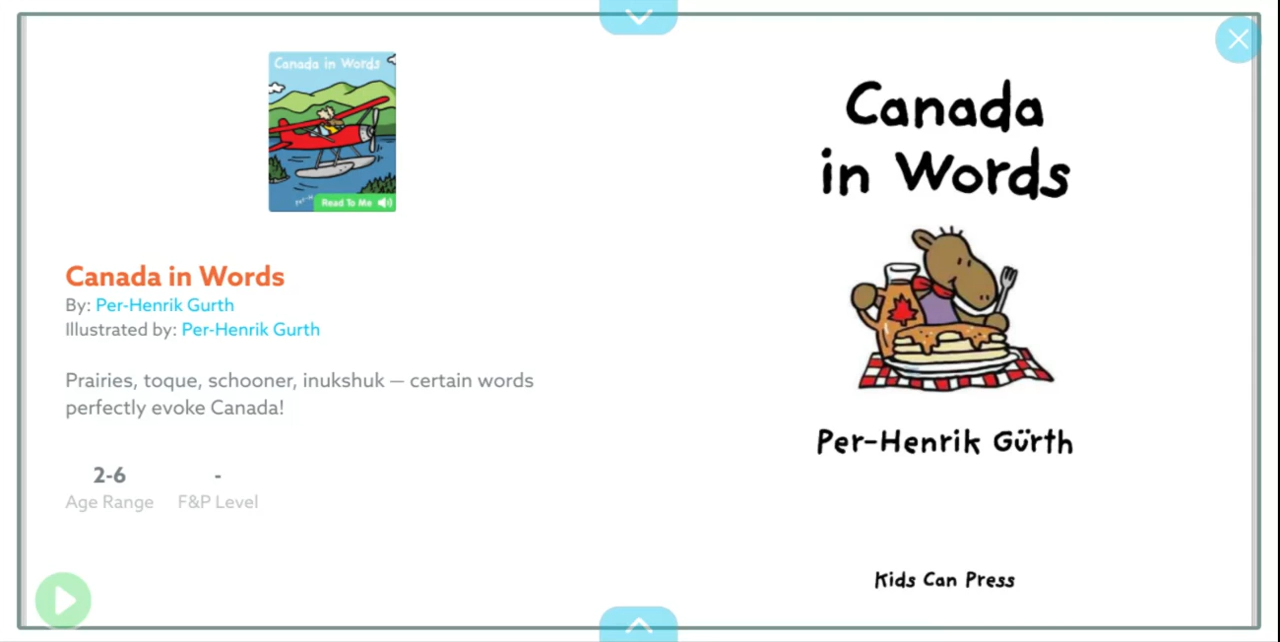 Canada in Words
Read To Me
Canada in Words
By: Per-Henrik Gurth
Illustrated by: Per-Henrik Gurth
Prairies, toque, schooner, inukshuk — certain words
perfectly evoke Canada!
2-6 -
Age Range F&P Level
Canada
in Words
Per-Henrik Gürth
Kids Can Press